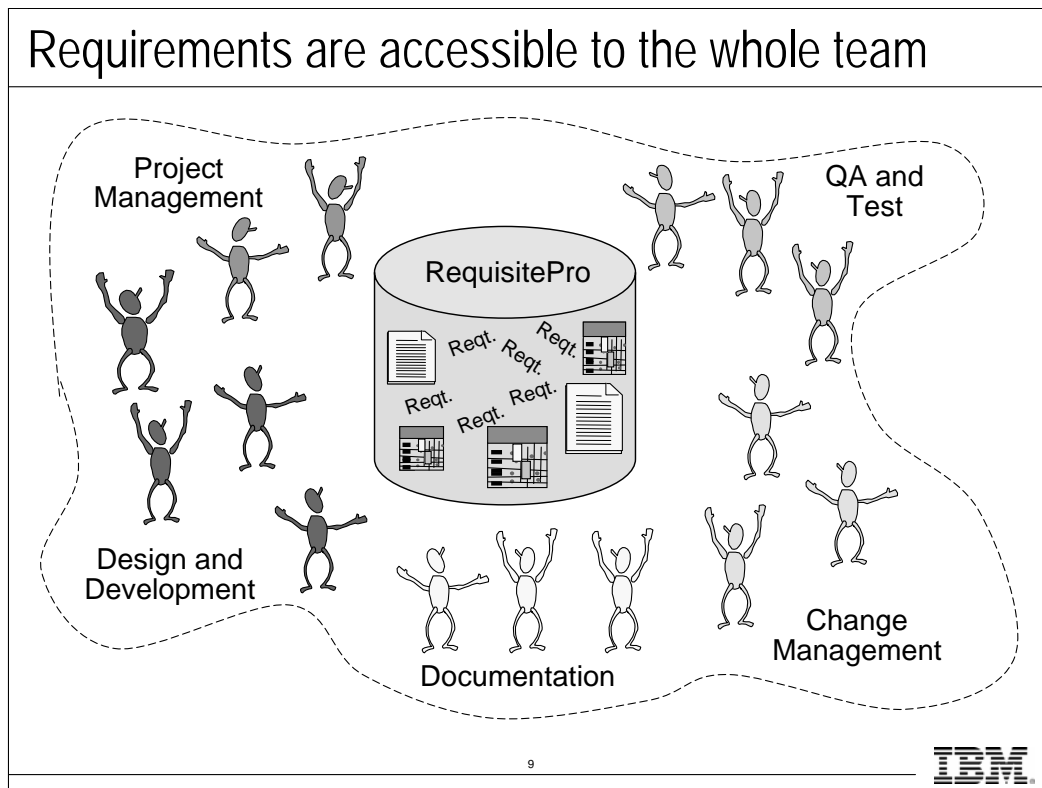 Requirements are accessible to the whole team
Project
Management
QA and
Test
RequisitePro
Reqt.
Reqt.
Reqt.
Reqt.
Reqt.
Reqt.
Design and
Development
Change
Management
Documentation
9
IBM.